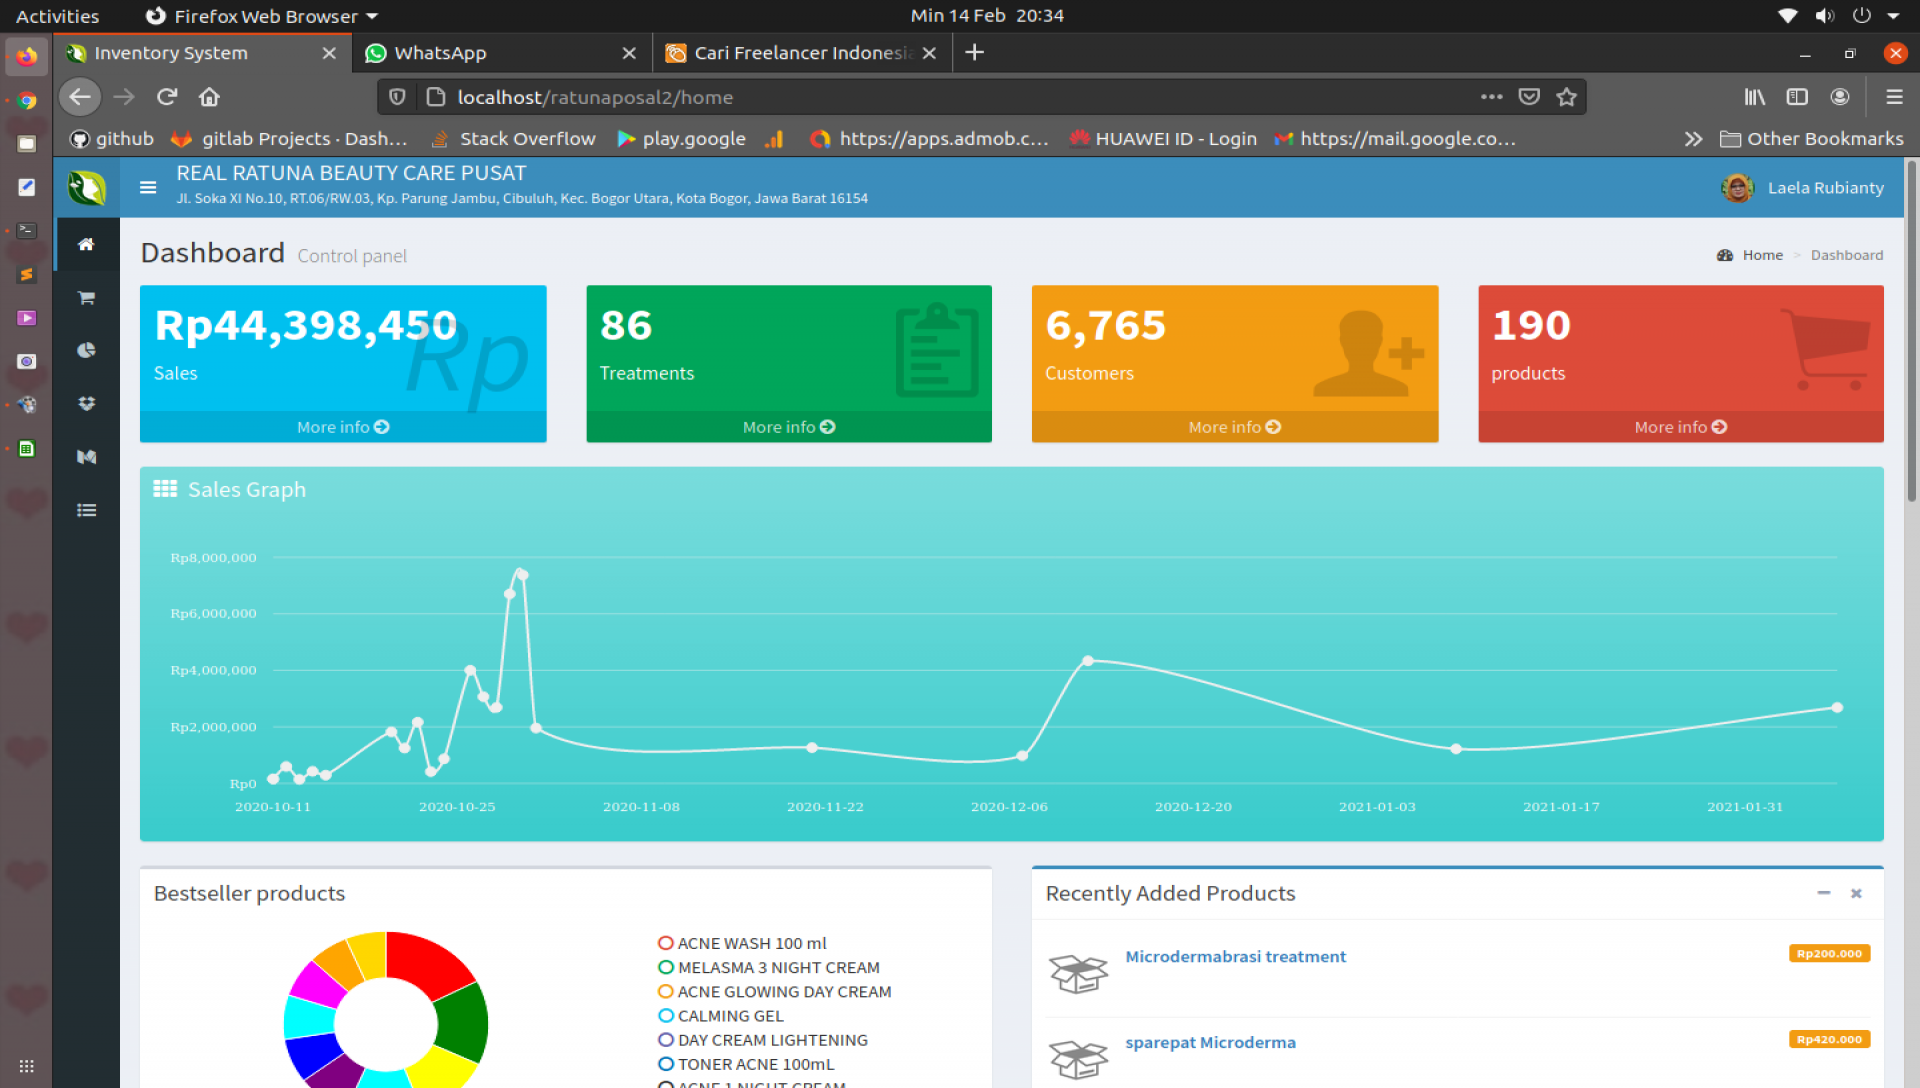 Activities
Firefox Web Browser
Min 14 Feb 20:34
Inventory System
WhatsApp
Cari Freelancer Indonesia
localhost/ratunaposal2/home
github
gitlab Projects · Dash...
Stack Overflow
play.google
https://apps.admob.c...
HUAWEI ID - Login
https://mail.google.co...
Other Bookmarks
REAL RATUNA BEAUTY CARE PUSAT
Jl. Soka XI No.10, RT.06/RW.03, Kp. Parung Jambu, Cibuluh, Kec. Bogor Utara, Kota Bogor, Jawa Barat 16154
Laela Rubianty
Dashboard Control panel
Home > Dashboard
Rp44,398,450
Rp
Sales
More info
86
Treatments
More info
6,765
Customers
More info
190
products
More info
Sales Graph
Rp8,000,000
Rp6,000,000
Rp4,000,000
Rp2,000,000
Rp0
2020-10-11
2020-10-25
2020-11-08
2020-11-22
2020-12-06
2020-12-20
2021-01-03
2021-01-17
2021-01-31
Bestseller products
ACNE WASH 100 ml
MELASMA 3 NIGHT CREAM
ACNE GLOWING DAY CREAM
CALMING GEL
DAY CREAM LIGHTENING
TONER ACNE 100mL
ACNE 1 NIGHT CREAM
Recently Added Products
Microdermabrasi treatment
Rp200.000
sparepat Microderma
Rp420.000